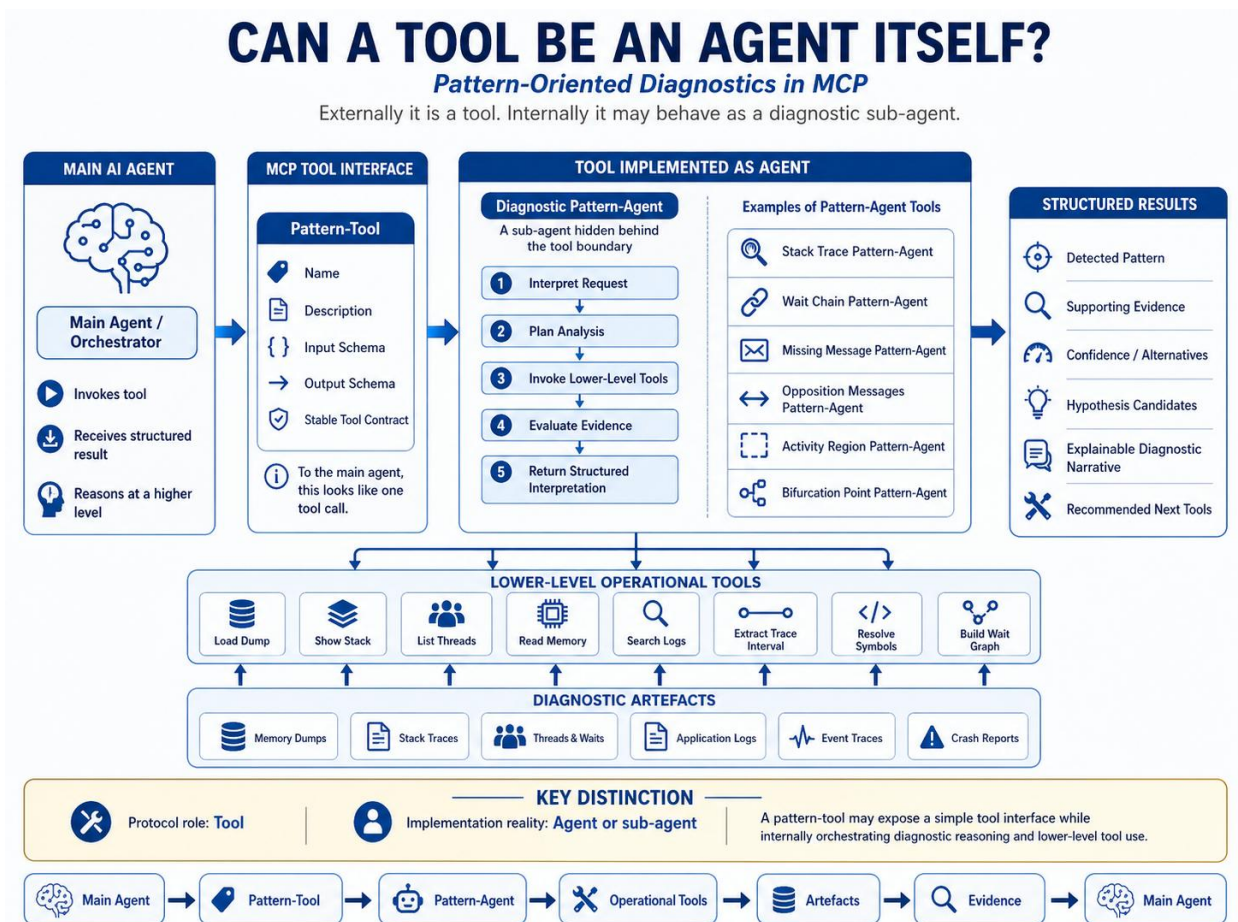 CAN A TOOL BE AN AGENT ITSELF?
Pattern-Oriented Diagnostics in MCP
Externally it is a tool. Internally it may behave as a diagnostic sub-agent.
MAIN AI AGENT
Main Agent /
Orchestrator
Invokes tool
Receives structured
result
Reasons at a higher
level
MCP TOOL INTERFACE
Pattern-Tool
Name
Description
{ } Input Schema
Output Schema
Stable Tool Contract
i
To the main agent,
this looks like one
tool call.
TOOL IMPLEMENTED AS AGENT
Diagnostic Pattern-Agent
A sub-agent hidden behind
the tool boundary
1 Interpret Request
2 Plan Analysis
3 Invoke Lower-Level Tools
4 Evaluate Evidence
5 Return Structured
Interpretation
Examples of Pattern-Agent Tools
Stack Trace Pattern-Agent
Wait Chain Pattern-Agent
Missing Message Pattern-Agent
Opposition Messages
Pattern-Agent
Activity Region Pattern-Agent
Bifurcation Point Pattern-Agent
STRUCTURED RESULTS
Detected Pattern
Supporting Evidence
Confidence / Alternatives
Hypothesis Candidates
Explainable Diagnostic
Narrative
Recommended Next Tools
LOWER-LEVEL OPERATIONAL TOOLS
Load Dump
Show Stack
List Threads
Read Memory
Search Logs
Extract Trace
Interval
</>
Resolve
Symbols
Build Wait
Graph
DIAGNOSTIC ARTEFACTS
Memory Dumps
Stack Traces
Threads & Waits
Application Logs
Event Traces
Crash Reports
KEY DISTINCTION
Protocol role: Tool
Implementation reality: Agent or sub-agent
A pattern-tool may expose a simple tool interface while
internally orchestrating diagnostic reasoning and lower-level tool use.
Main Agent
Pattern-Tool
Pattern-Agent
Operational Tools
Artefacts
Evidence
Main Agent